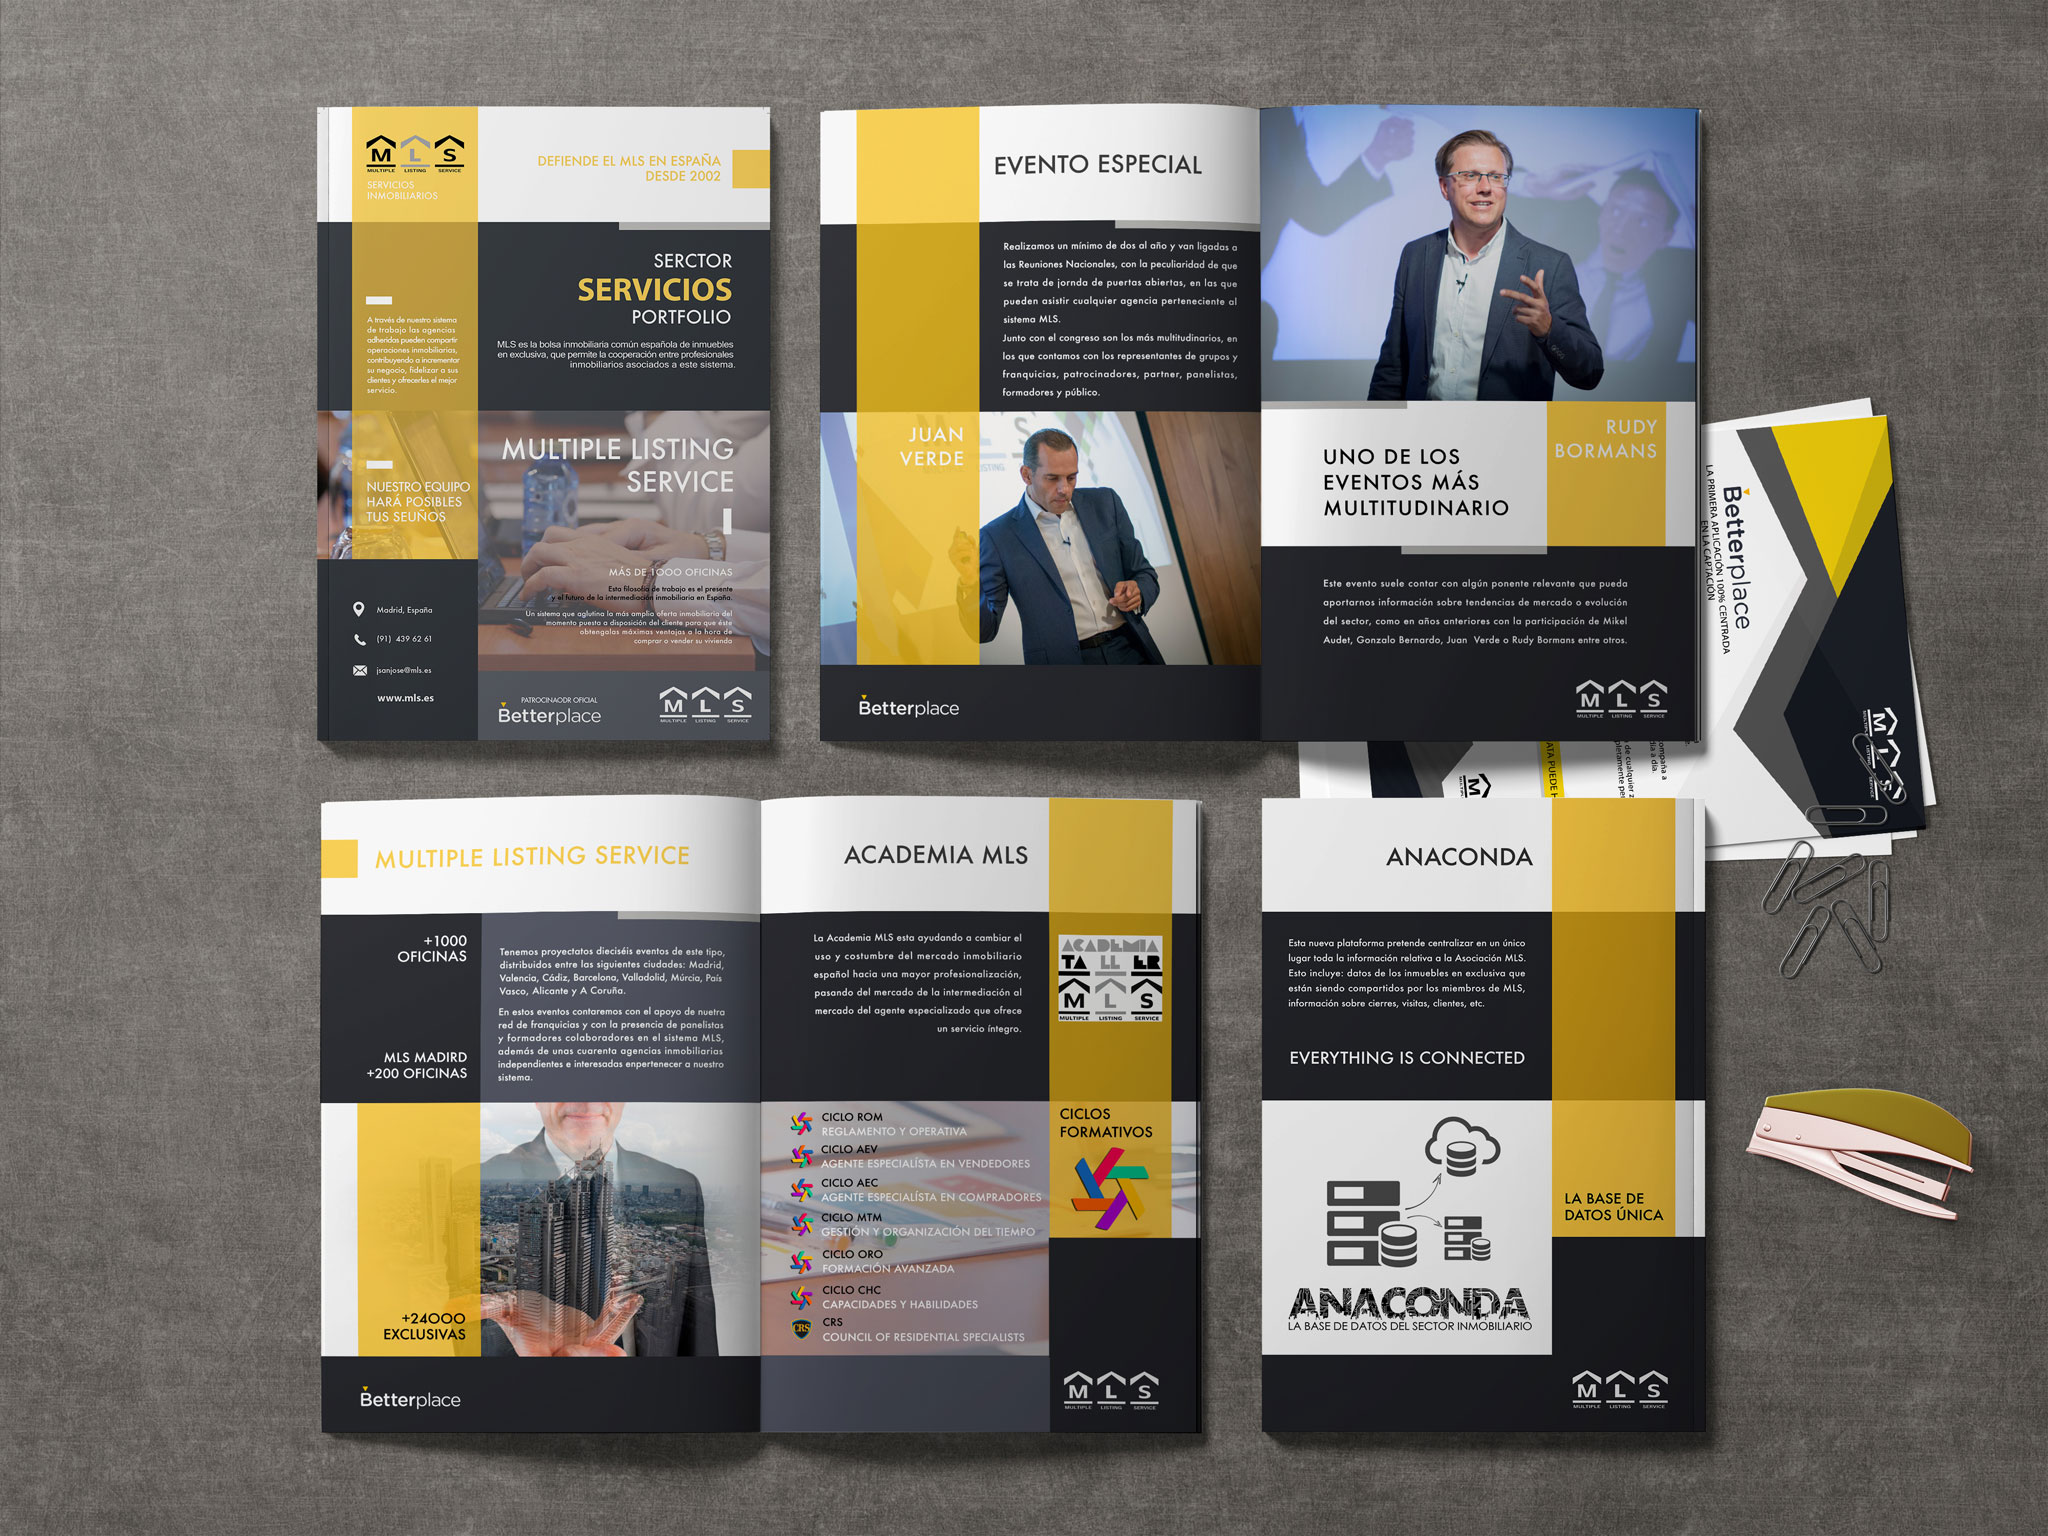 M L S
MULTIPLE LISTING SERVICE
SERVICIOS
INMOBILIARIOS
DEFIENDE EL MLS EN ESPAÑA
DESDE 2002
SERCTOR
SERVICIOS
PORTFOLIO
MLS es la bolsa inmobiliaria común española de inmuebles
en exclusiva, que permite la cooperación entre profesionales
inmobiliarios asociados a este sistema.
A través de nuestro sistema
de trabajo las agencias
adheridas pueden compartir
operaciones inmobiliarias,
contribuyendo a incrementar
su negocio, fidelizar a sus
clientes y ofrecerles el mejor
servicio.
NUESTRO EQUIPO
HARÁ POSIBLES
TUS SEUÑOS
MULTIPLE LISTING
SERVICE
MÁS DE 1000 OFICINAS
Esta filosofía de trabajo es el presente
y el futuro de la intermediación inmobiliaria en España.
Un sistema que aglutina la más amplia oferta inmobiliaria del
momento puesto a disposición del cliente para que éste
obtengalas máximas ventajas a la hora de
comprar o vender su vivienda
Madrid, España
(91) 439 62 61
jsanjose@mls.es
www.mls.es
PATROCINAODR OFICIAL
Betterplace
M L S
MULTIPLE LISTING SERVICE
EVENTO ESPECIAL
Realizamos un mínimo de dos al año y van ligadas a
las Reuniones Nacionales, con la peculiaridad de que
se trata de jornda de puertas abiertas, en las que
pueden asistir cualquier agencia perteneciente al
sistema MLS.
Junto con el congreso son los más multitudinarios, en
los que contamos con los representantes de grupos y
franquicias, patrocinadores, partner, panelistas,
formadores y público.
JUAN
VERDE
Betterplace
RUDY
BORMANS
UNO DE LOS
EVENTOS MÁS
MULTITUDINARIO
Este evento suele contar con algún ponente relevante que pueda
aportarnos información sobre tendencias de mercado o evolución
del sector, como en años anteriores con la participación de Mikel
Audet, Gonzalo Bernardo, Juan Verde o Rudy Bormans entre otros.
M L S
MULTIPLE LISTING SERVICE
Betterplace
LA PRIMERA APLICACIÓN 100% CENTRADA
EN LA CAPTACIÓN
M L S
MULTIPLE LISTING SERVICE
MULTIPLE LISTING SERVICE
+1000
OFICINAS
MLS MADIRD
+200 OFICINAS
Tenemos proyectatos dieciséis eventos de este tipo,
distribuidos entre las siguientes ciudades: Madrid,
Valencia, Cádiz, Barcelona, Valladolid, Múrcia, País
Vasco, Alicante y A Coruña.
En estos eventos contaremos con el apoyo de nuetra
red de franquicias y con la presencia de panelistas
y formadores colaboradores en el sistema MLS,
además de unas cuarenta agencias inmobiliarias
independientes e interesadas enpertenecer a nuestro
sistema.
+24000
EXCLUSIVAS
Betterplace
ACADEMIA MLS
La Academia MLS esta ayudando a cambiar el
uso y costumbre del mercado inmobiliario
español hacia una mayor profesionalización,
pasando del mercado de la intermediación al
mercado del agente especializado que ofrece
un servicio íntegro.
ACADEMIA
TALLER
M L S
MULTIPLE LISTING SERVICE
CICLOS
FORMATIVOS
CICLO ROM
REGLAMENTO Y OPERATIVA
CICLO AEV
AGENTE ESPECIALÍSTA EN VENDEDORES
CICLO AEC
AGENTE ESPECIALÍSTA EN COMPRADORES
CICLO MTM
GESTIÓN Y ORGANIZACIÓN DEL TIEMPO
CICLO ORO
FORMACIÓN AVANZADA
CICLO CHC
CAPACIDADES Y HABILIDADES
CRS
CRS
COUNCIL OF RESIDENTIAL SPECIALISTS
M L S
MULTIPLE LISTING SERVICE
ANACONDA
Esta nueva plataforma pretende centralizar en un único
lugar toda la información relativa a la Asociación MLS.
Esto incluye: datos de los inmuebles en exclusiva que
están siendo compartidos por los miembros de MLS,
información sobre cierres, visitas, clientes, etc.
EVERYTHING IS CONNECTED
LA BASE DE
DATOS ÚNICA
ANACONDA
LA BASE DE DATOS DEL SECTOR INMOBILIARIO
M L S
MULTIPLE LISTING SERVICE